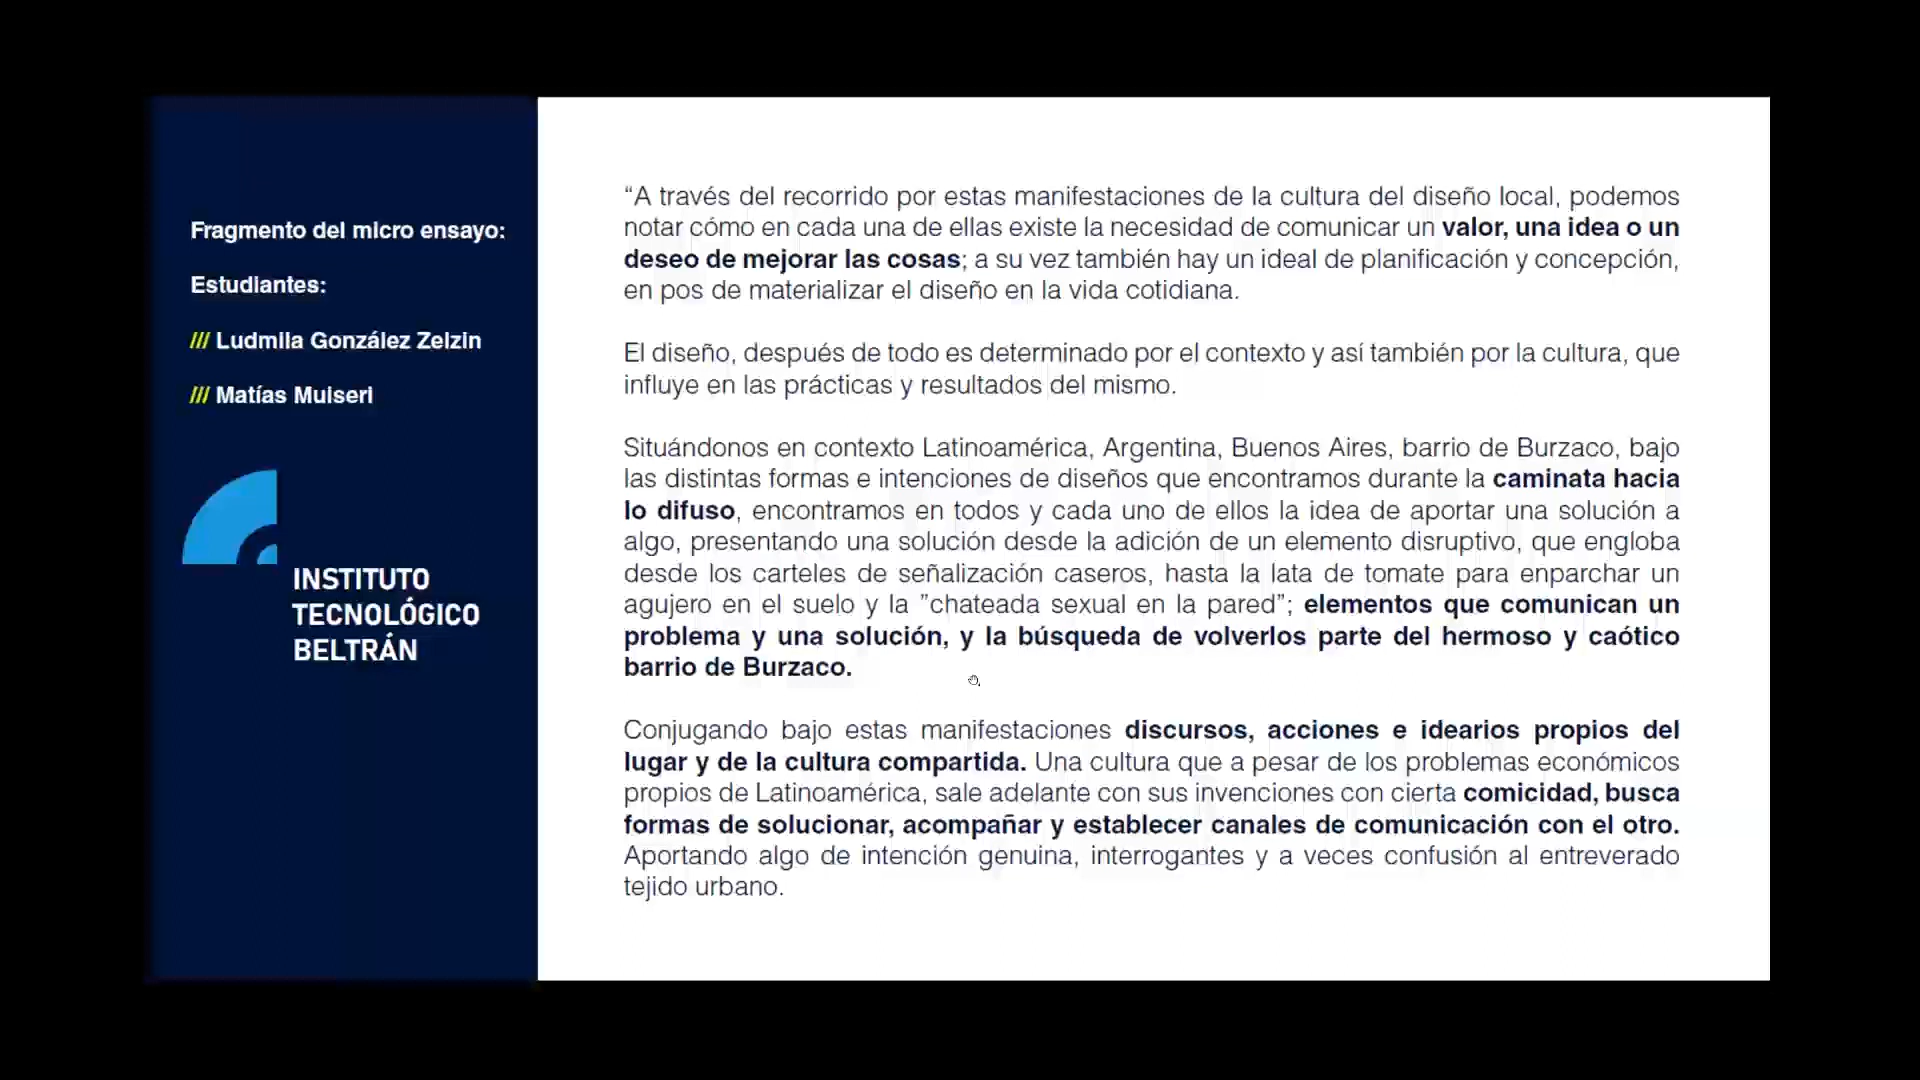 Fragmento del micro ensayo:
Estudiantes:
/// Ludmila González Zelzin
/// Matías Muiseri
INSTITUTO
TECNOLÓGICO
BELTRÁN
“A través del recorrido por estas manifestaciones de la cultura del diseño local, podemos
notar cómo en cada una de ellas existe la necesidad de comunicar un valor, una idea o un
deseo de mejorar las cosas; a su vez también hay un ideal de planificación y concepción,
en pos de materializar el diseño en la vida cotidiana.
El diseño, después de todo es determinado por el contexto y así también por la cultura, que
influye en las prácticas y resultados del mismo.
Situándonos en contexto Latinoamérica, Argentina, Buenos Aires, barrio de Burzaco, bajo
las distintas formas e intenciones de diseños que encontramos durante la caminata hacia
lo difuso, encontramos en todos y cada uno de ellos la idea de aportar una solución a
algo, presentando una solución desde la adición de un elemento disruptivo, que engloba
desde los carteles de señalización caseros, hasta la lata de tomate para enparchar un
agujero en el suelo y la ”chateada sexual en la pared”; elementos que comunican un
problema y una solución, y la búsqueda de volverlos parte del hermoso y caótico
barrio de Burzaco.
Conjugando bajo estas manifestaciones discursos, acciones e idearios propios del
lugar y de la cultura compartida. Una cultura que a pesar de los problemas económicos
propios de Latinoamérica, sale adelante con sus invenciones con cierta comicidad, busca
formas de solucionar, acompañar y establecer canales de comunicación con el otro.
Aportando algo de intención genuina, interrogantes y a veces confusión al entreverado
tejido urbano.